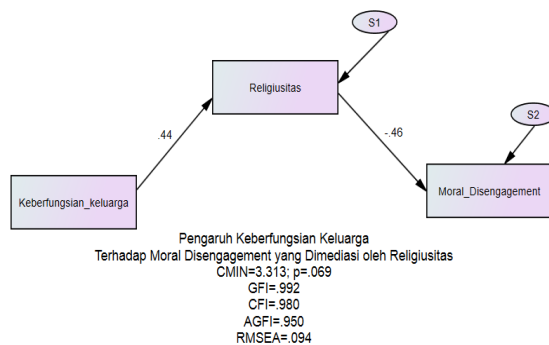 S1
Religiusitas
.44
-.46
S2
Keberfungsian_keluarga
Moral_Disengagement
Pengaruh Keberfungsian Keluarga
Terhadap Moral Disengagement yang Dimediasi oleh Religiusitas
CMIN=3.313; p=.069
GFI=.992
CFI=.980
AGFI=.950
RMSEA=.094